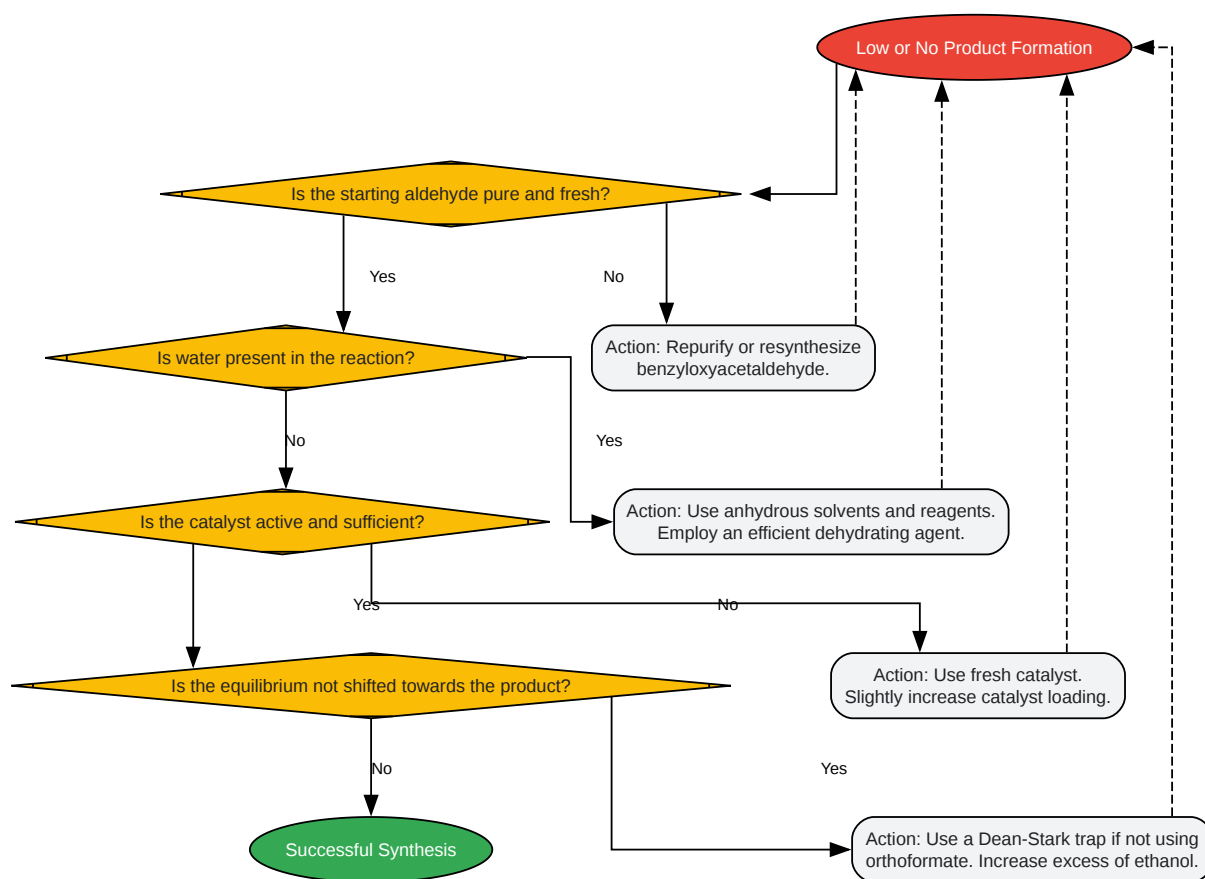 Low or No Product Formation
Is the starting aldehyde pure and fresh?
Yes
No
Is water present in the reaction?
Action: Repurify or resynthesize
benzyloxyacetaldehyde.
No
Yes
Is the catalyst active and sufficient?
Action: Use anhydrous solvents and reagents.
Employ an efficient dehydrating agent.
Yes
No
Is the equilibrium not shifted towards the product?
Action: Use fresh catalyst.
Slightly increase catalyst loading.
No
Yes
Successful Synthesis
Action: Use a Dean-Stark trap if not using
orthoformate. Increase excess of ethanol.